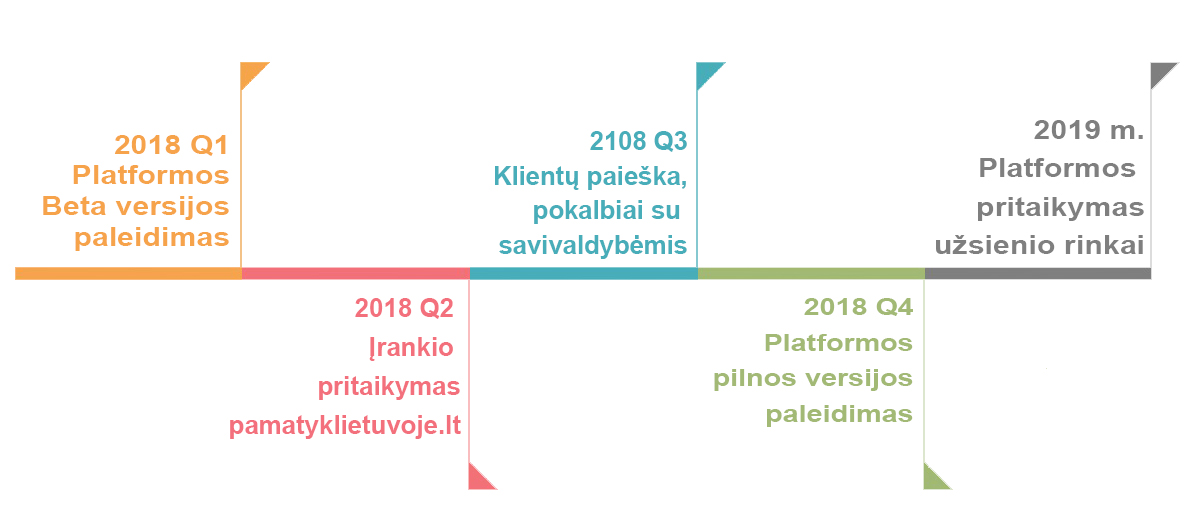 2018 Q1
Platformos
Beta versijos
paleidimas
2018 Q2
Įrankio
pritaikymas
pamatyklietuvoje.lt
2108 Q3
Klientų paieška,
pokalbiai su
savivaldybėmis
2018 Q4
Platformos
pilnos versijos
paleidimas
2019 m.
Platformos
pritaikymas
užsienio rinkai